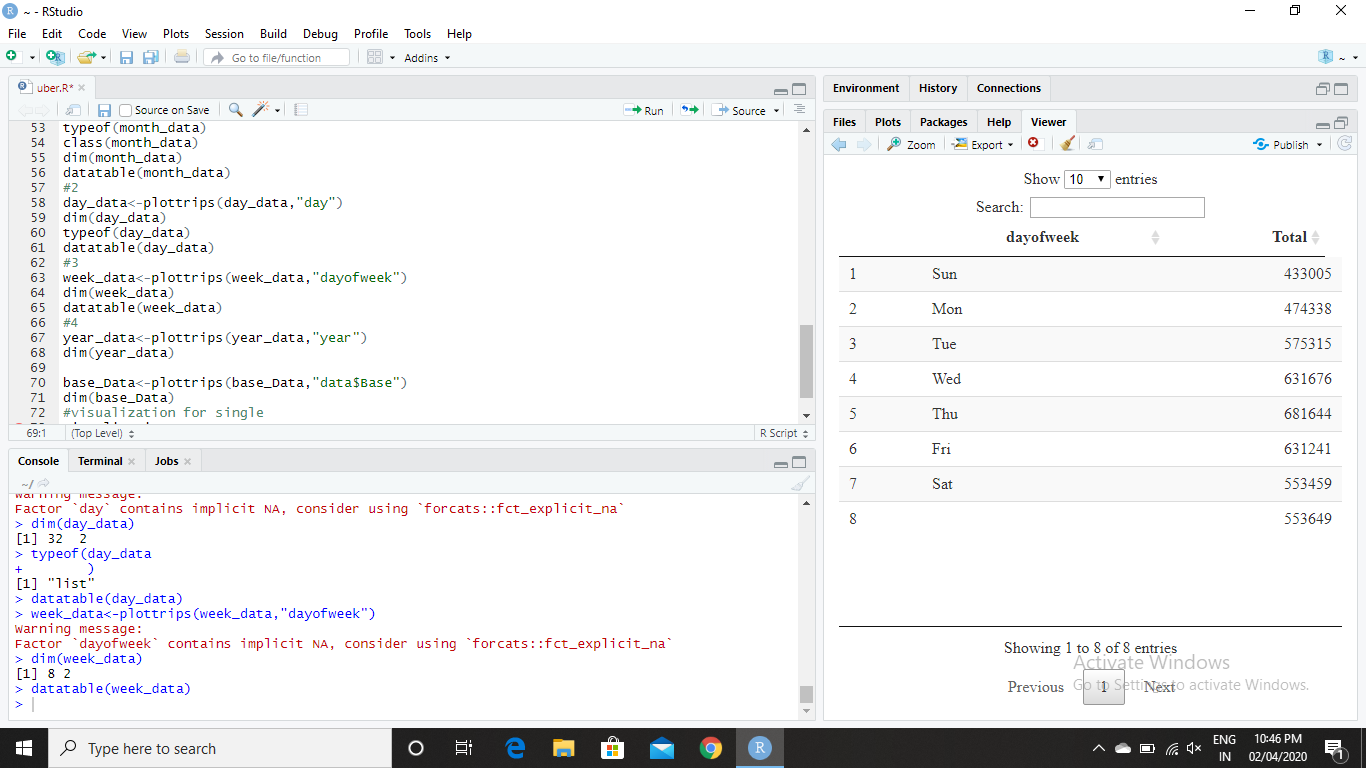 ~ - RStudio
File Edit Code View Plots Session Build Debug Profile Tools Help
Go to file/function Addins ~
uber.R*
Source on Save Run Source
53 typeof(month_data)
54 class(month_data)
55 dim(month_data)
56 datatable(month_data)
57 #2
58 day_data<-plottrips(day_data,"day")
59 dim(day_data)
60 typeof(day_data)
61 datatable(day_data)
62 #3
63 week_data<-plottrips(week_data,"dayofweek")
64 dim(week_data)
65 datatable(week_data)
66 #4
67 year_data<-plottrips(year_data,"year")
68 dim(year_data)
69
70 base_Data<-plottrips(base_Data,"data$Base")
71 dim(base_Data)
72 #visualization for single
69:1 (Top Level) R Script
Console Terminal Jobs
~/
Warning message:
Factor `day` contains implicit NA, consider using `forcats::fct_explicit_na`
> dim(day_data)
[1] 32 2
> typeof(day_data
+ )
[1] "list"
> datatable(day_data)
> week_data<-plottrips(week_data,"dayofweek")
Warning message:
Factor `dayofweek` contains implicit NA, consider using `forcats::fct_explicit_na`
> dim(week_data)
[1] 8 2
> datatable(week_data)
>
Environment History Connections
Files Plots Packages Help Viewer
Zoom Export Publish
Show 10 entries
Search:
dayofweek Total
1 Sun 433005
2 Mon 474338
3 Tue 575315
4 Wed 631676
5 Thu 681644
6 Fri 631241
7 Sat 553459
8 553649
Showing 1 to 8 of 8 entries
Previous 1 Next
Activate Windows
Go to Settings to activate Windows.
Type here to search
ENG
IN
10:46 PM
02/04/2020
1